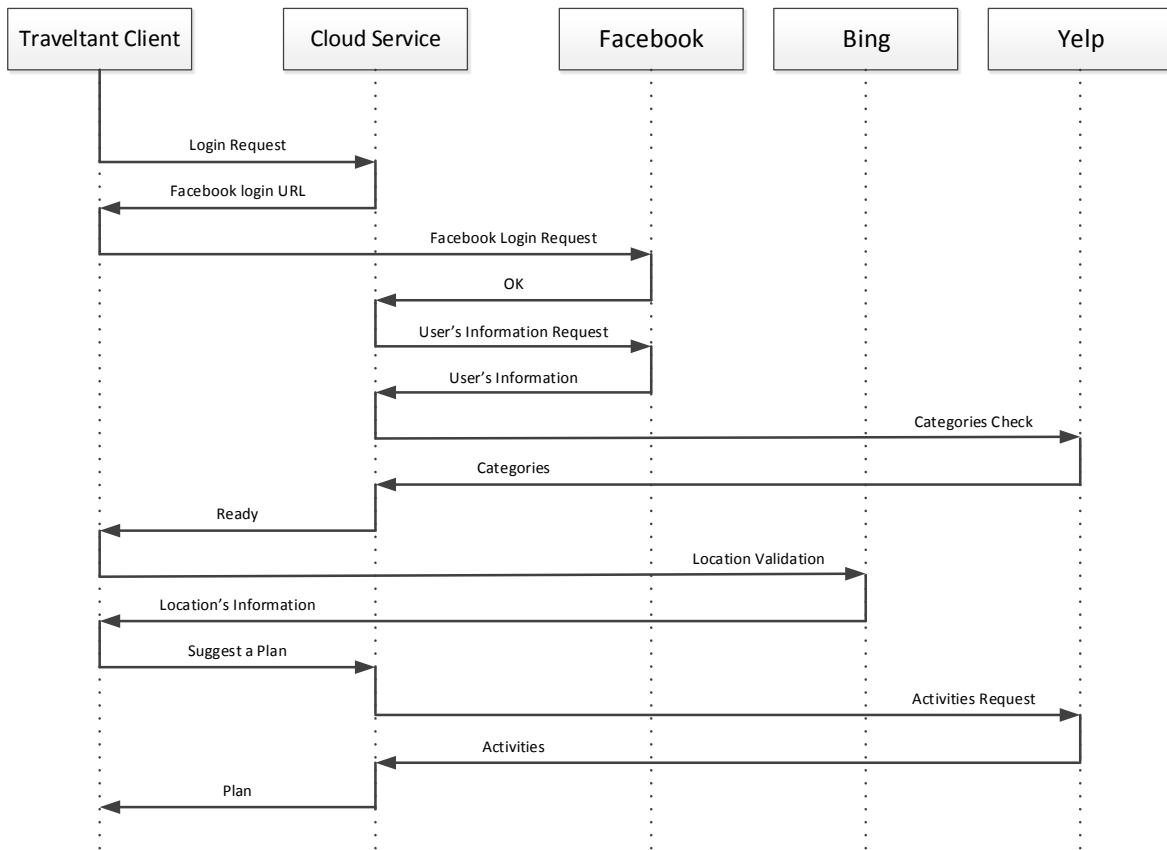 Traveltant Client
Cloud Service
Facebook
Bing
Yelp
Login Request
Facebook login URL
Facebook Login Request
OK
User’s Information Request
User’s Information
Categories Check
Categories
Ready
Location Validation
Location’s Information
Suggest a Plan
Activities Request
Activities
Plan